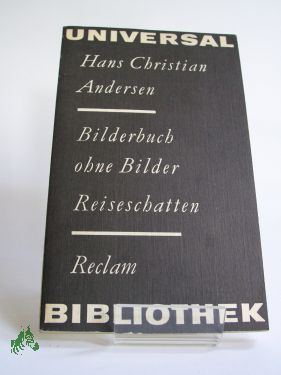 UNIVERSAL
Hans Christian
Andersen
Bilderbuch
ohne Bilder
Reiseschatten
Reclam
BIBLIOTHEK